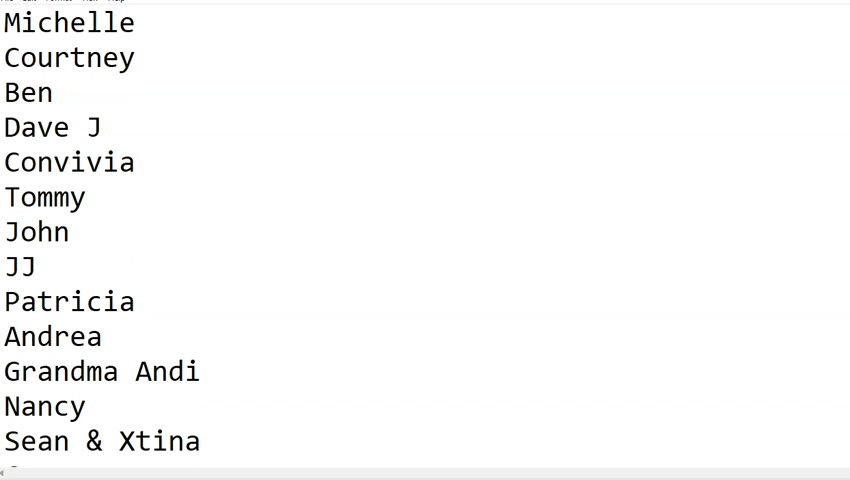 Michelle
Courtney
Ben
Dave J
Convivia
Tommy
John
JJ
Patricia
Andrea
Grandma Andi
Nancy
Sean & Xtina